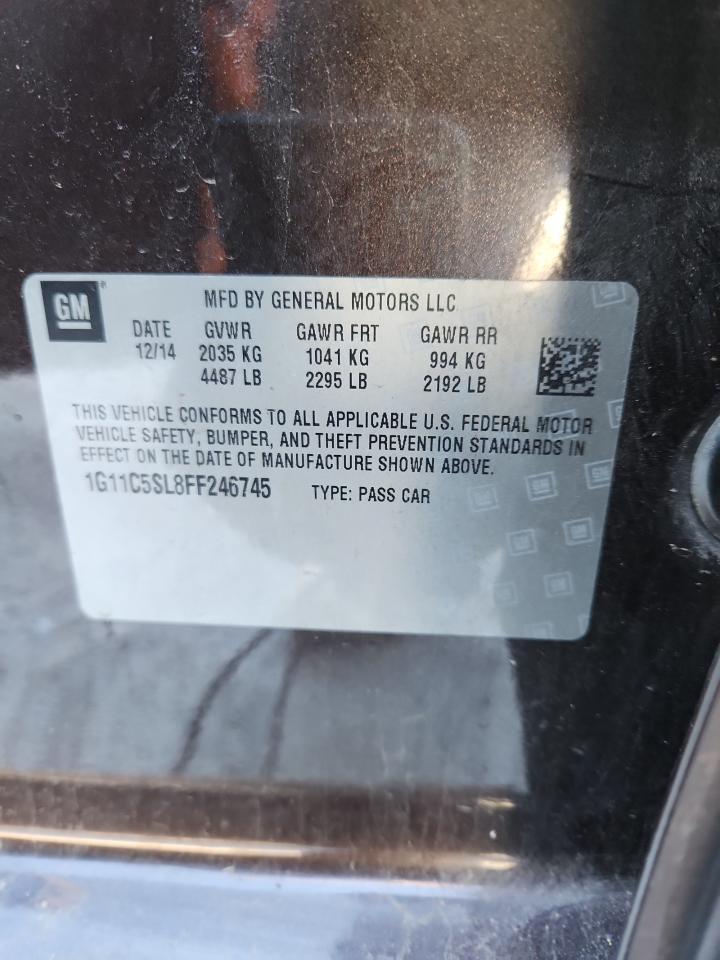 GM
MFD BY GENERAL MOTORS LLC
DATE GVWR GAWR FRT GAWR RR
12/14 2035 KG 1041 KG 994 KG
4487 LB 2295 LB 2192 LB
THIS VEHICLE CONFORMS TO ALL APPLICABLE U.S. FEDERAL MOTOR
VEHICLE SAFETY, BUMPER, AND THEFT PREVENTION STANDARDS IN
EFFECT ON THE DATE OF MANUFACTURE SHOWN ABOVE.
1G11C5SL8FF246745 TYPE: PASS CAR